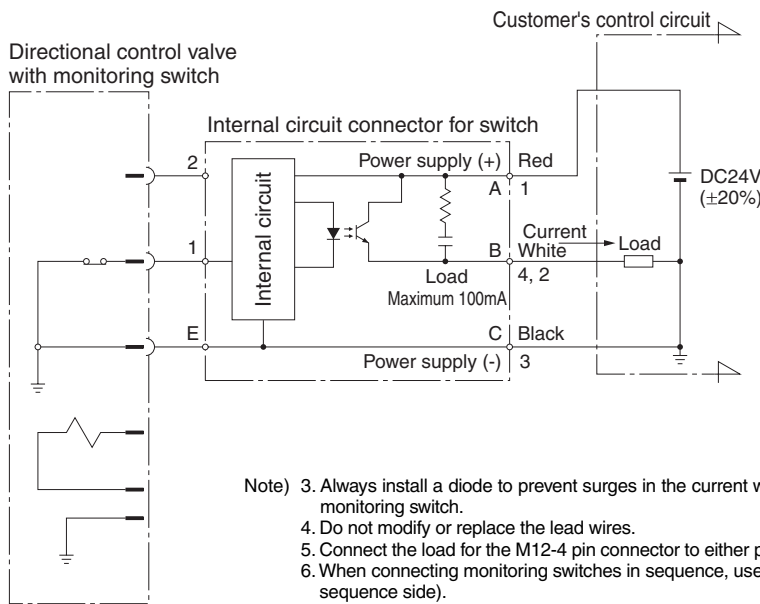 Customer's control circuit
Directional control valve
with monitoring switch
Internal circuit connector for switch
2
Power supply (+)
Red
A
1
DC24V
(±20%)
Internal circuit
1
Current
B
White
Load
4, 2
Load
Maximum 100mA
E
C
Black
Power supply (-)
3
Note) 3. Always install a diode to prevent surges in the current
monitoring switch.
4. Do not modify or replace the lead wires.
5. Connect the load for the M12-4 pin connector to either
6. When connecting monitoring switches in sequence, use
sequence side).